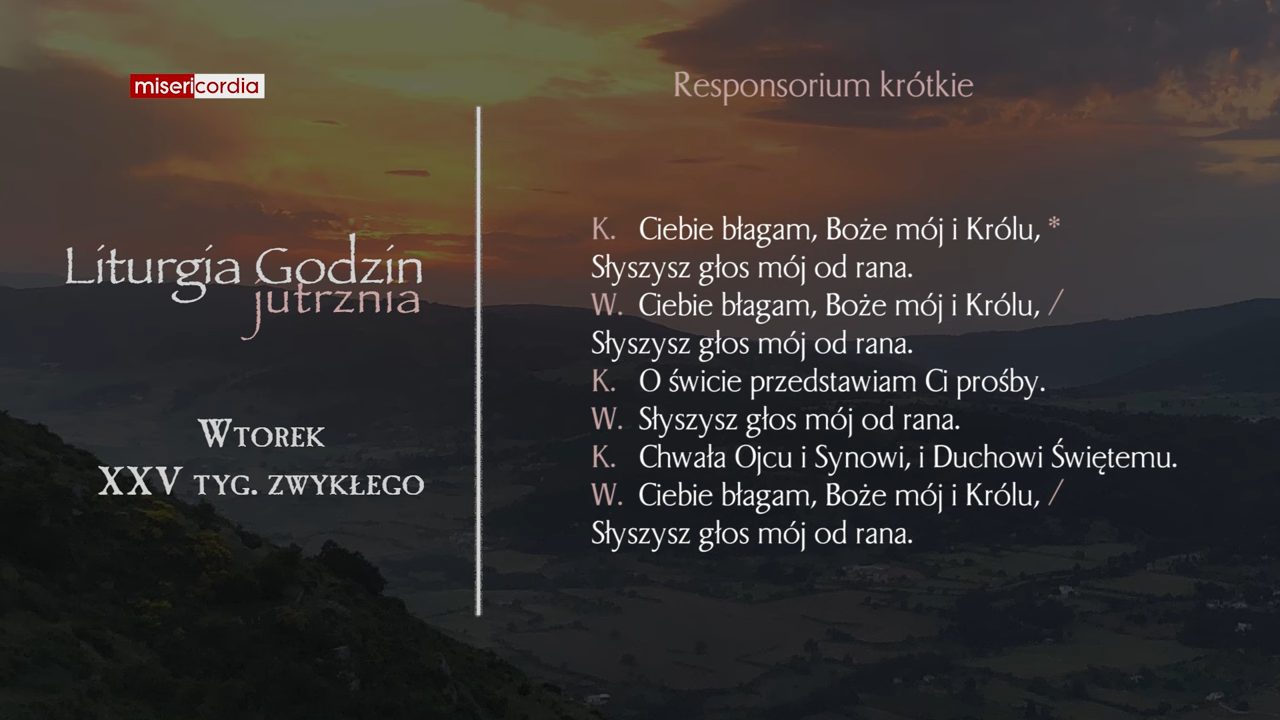 misericordia
Liturgia Godzin
jutrznia
Wtorek
XXV tyg. zwykłego
Responsorium krótkie
K. Ciebie błagam, Boże mój i Królu, *
Słyszysz głos mój od rana.
W. Ciebie błagam, Boże mój i Królu, /
Słyszysz głos mój od rana.
K. O świcie przedstawiam Ci prośby.
W. Słyszysz głos mój od rana.
K. Chwała Ojcu i Synowi, i Duchowi Świętemu.
W. Ciebie błagam, Boże mój i Królu, /
Słyszysz głos mój od rana.